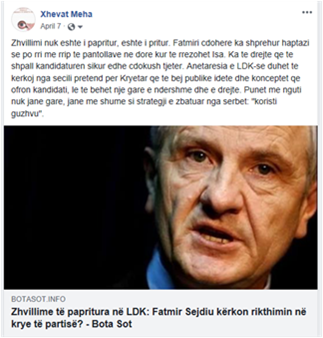 Xhevat Meha
April 7
Zhvillimi nuk eshte i papritur, eshte i pritur. Fatmiri cdohere ka shprehur haptazi
se po rri me rrip te pantollave ne dore kur te rrezohet Isa. Ka te drejte qe te
shpall kandidaturen sikur edhe cdokush tjeter. Anetaresia e LDK-se duhet te
kerkoj nga secili pretend per Kryetar qe te bej publike idete dhe konceptet qe
ofron kandidati, le te behet nje gare e ndershme dhe e drejte. Punet me nguti
nuk jane gare, jane me shume si strategji e zbatuar nga serbet: "koristi
guzhvu".
BOTASOT.INFO
Zhvillime të papritura në LDK: Fatmir Sejdiu kërkon rikthimin në
krye të partisë? - Bota Sot